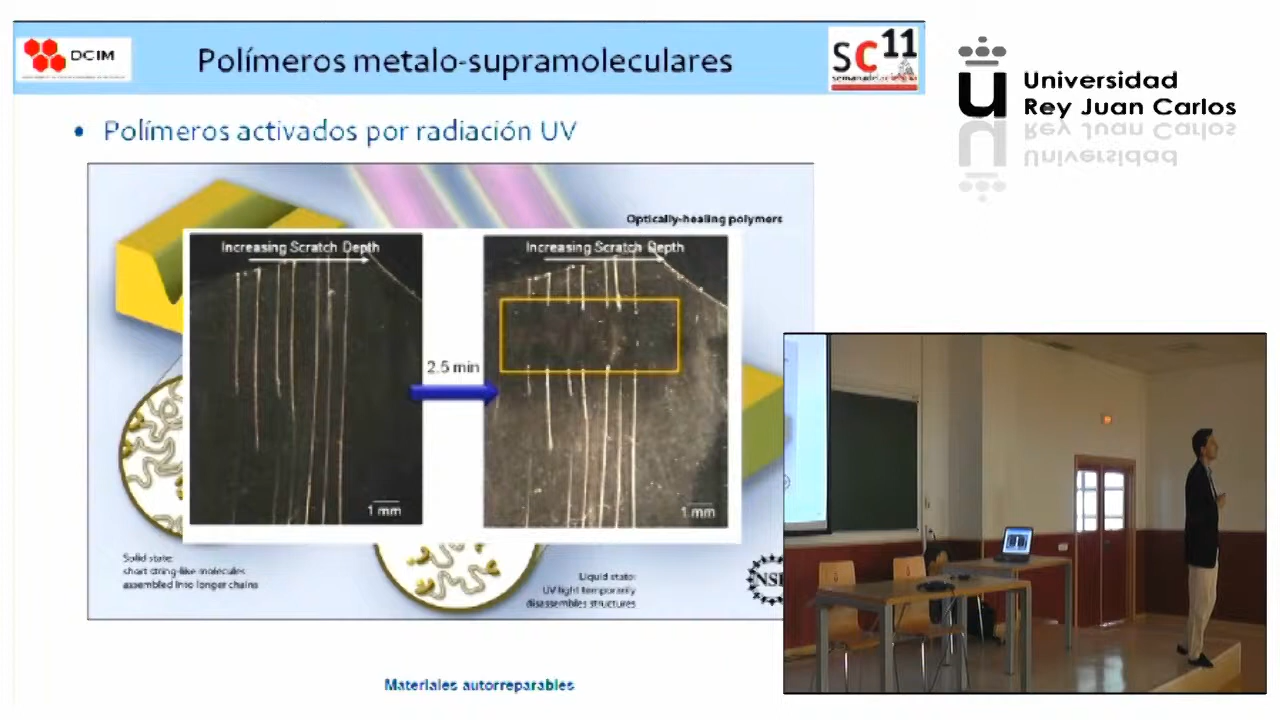 DCIM
Polímeros metalo-supramoleculares
SC11
semanadelaciencia
Universidad
Rey Juan Carlos
• Polímeros activados por radiación UV
Optically-healing polymers
Increasing Scratch Depth
Increasing Scratch Depth
2.5 min
1 mm
1 mm
Solid state:
short string-like molecules
assembled into longer chains
Liquid state:
UV light temporarily
disassembles structures
NSF
Materiales autorreparables